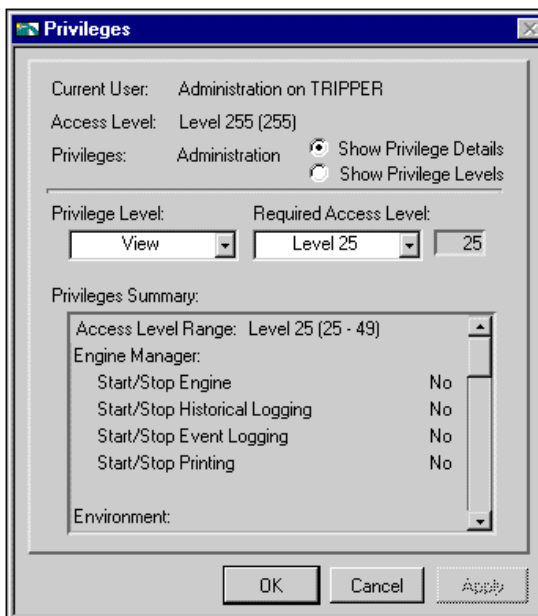 Privileges
Current User: Administration on TRIPPER
Access Level: Level 255 (255)
Privileges: Administration
Show Privilege Details
Show Privilege Levels
Privilege Level: Required Access Level:
View Level 25 25
Privileges Summary:
Access Level Range: Level 25 (25 - 49)
Engine Manager:
Start/Stop Engine No
Start/Stop Historical Logging No
Start/Stop Event Logging No
Start/Stop Printing No
Environment:
OK Cancel Apply